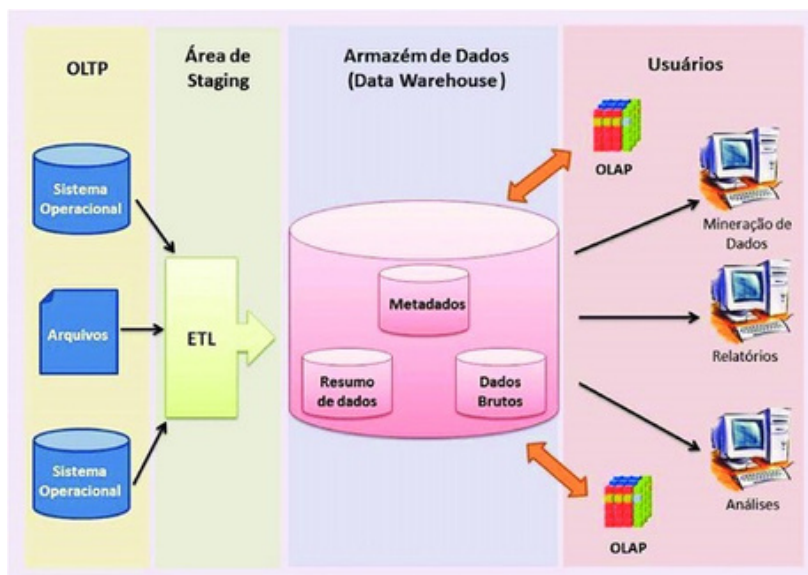 OLTP
Área de
Staging
Armazém de Dados
(Data Warehouse)
Usuários
Sistema
Operacional
Arquivos
Sistema
Operacional
ETL
Metadados
Resumo
de dados
Dados
Brutos
OLAP
Mineração de
Dados
Relatórios
Análises
OLAP